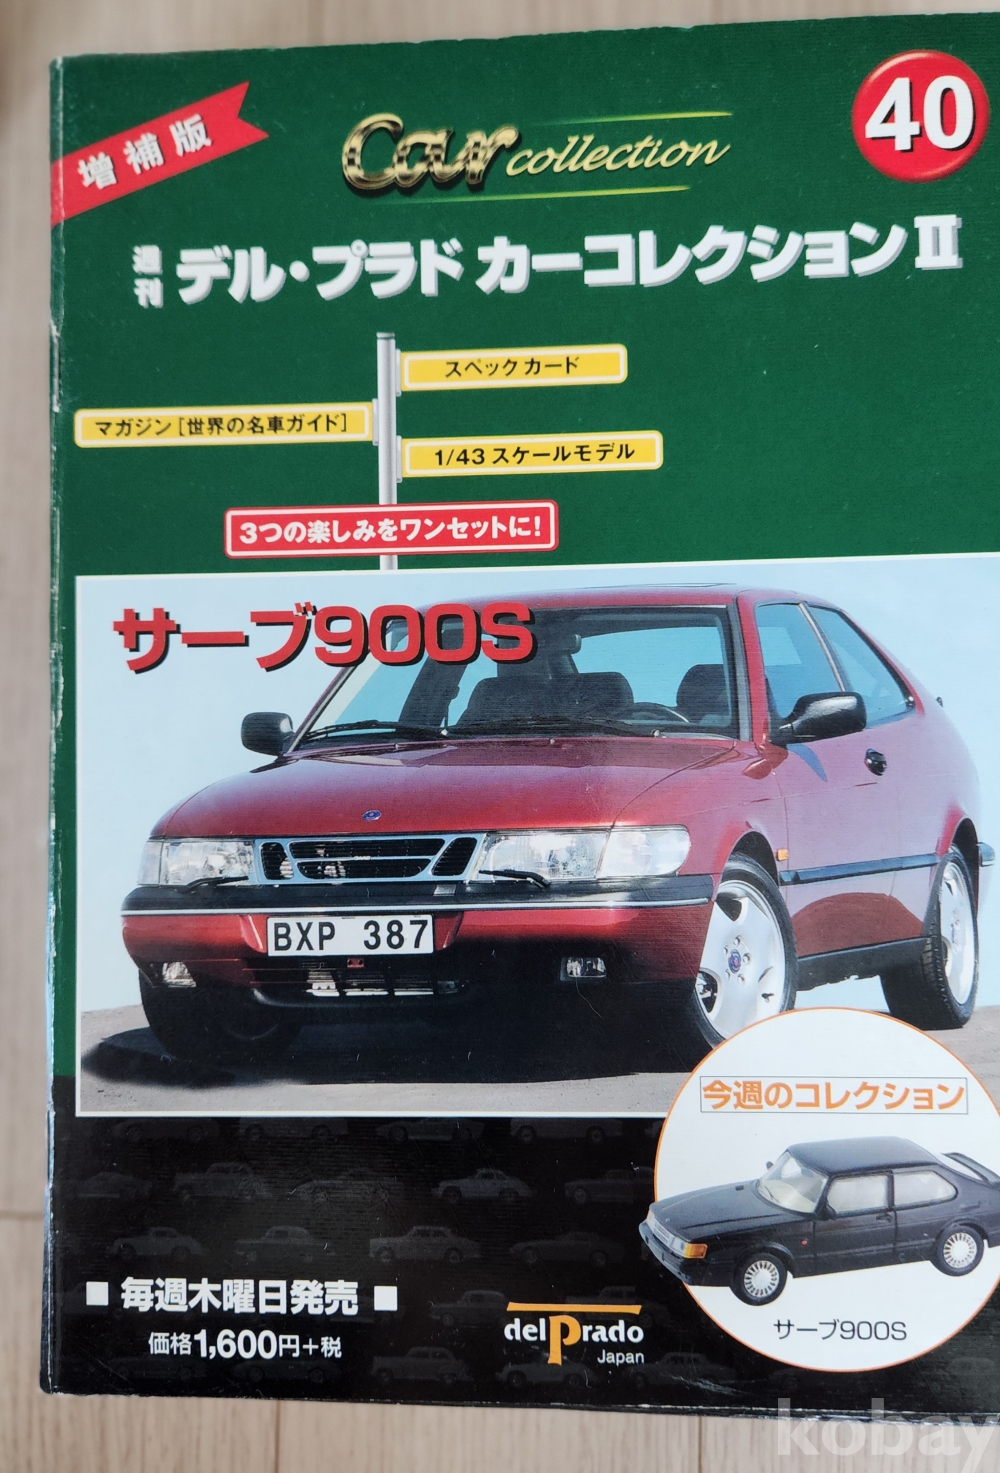 増補版
Car collection
40
週刊 デル・プラド カーコレクションII
スペックカード
マガジン[世界の名車ガイド]
1/43スケールモデル
3つの楽しみをワンセットに!
サーブ900S
BXP 387
今週のコレクション
サーブ900S
■ 毎週木曜日発売 ■
価格1,600円+税
delPrado
Japan
kobay